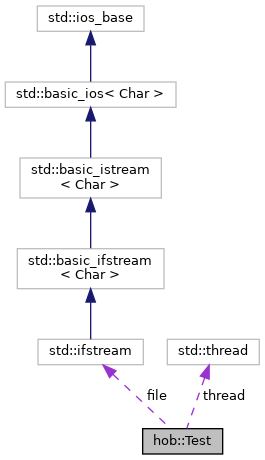 std::ios_base
std::basic_ios< Char >
std::basic_istream
< Char >
std::basic_ifstream
< Char >
std::ifstream
std::thread
file
thread
hob::Test